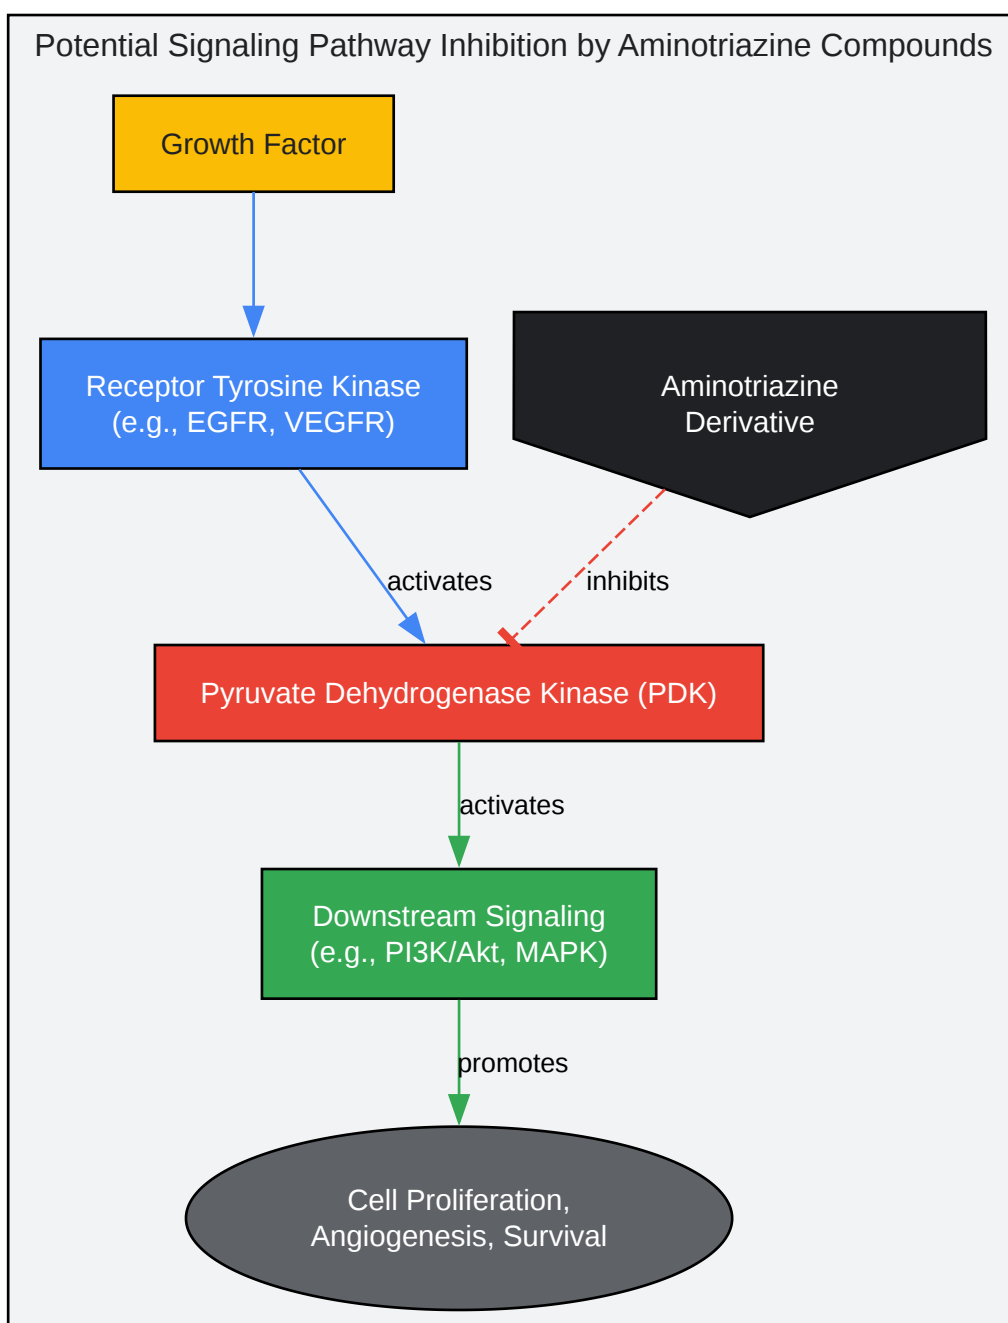 Potential Signaling Pathway Inhibition by Aminotriazine Compounds
Growth Factor
Receptor Tyrosine Kinase
(e.g., EGFR, VEGFR)
Aminotriazine
Derivative
activates
inhibits
Pyruvate Dehydrogenase Kinase (PDK)
activates
Downstream Signaling
(e.g., PI3K/Akt, MAPK)
promotes
Cell Proliferation,
Angiogenesis, Survival